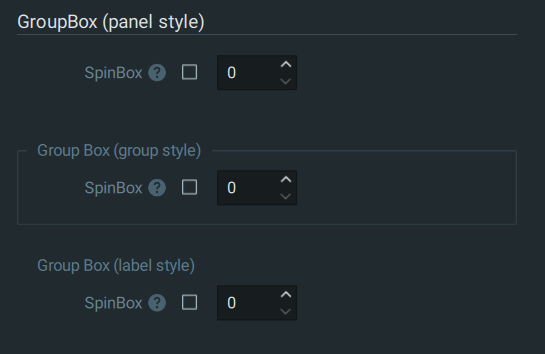 GroupBox (panel style)
SpinBox ? 0
Group Box (group style)
SpinBox ? 0
Group Box (label style)
SpinBox ? 0